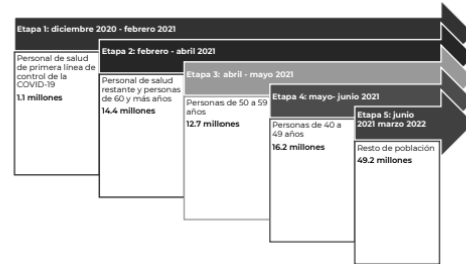 Etapa 1: diciembre 2020 - febrero 2021
Personal de salud
de primera línea de
control de la
COVID-19
1.1 millones
Etapa 2: febrero - abril 2021
Personal de salud
restante y personas
de 60 y más años
14.4 millones
Etapa 3: abril - mayo 2021
Personas de 50 a 59
años
12.7 millones
Etapa 4: mayo- junio 2021
Personas de 40 a
49 años
16.2 millones
Etapa 5: junio
2021 marzo 2022
Resto de población
49.2 millones